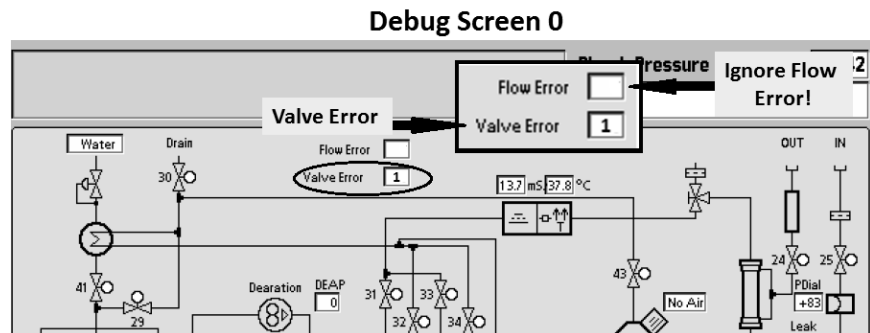 Debug Screen 0
Pressure
Flow Error
Ignore Flow
Error!
Valve Error
Valve Error 1
Water
Drain
Flow Error
OUT
IN
30
Valve Error 1
13.7 mS/ 37.8 °C
24
25
41
43
Dearation
DEAP
0
31
33
No Air
PDial
+83
29
32
34
Leak